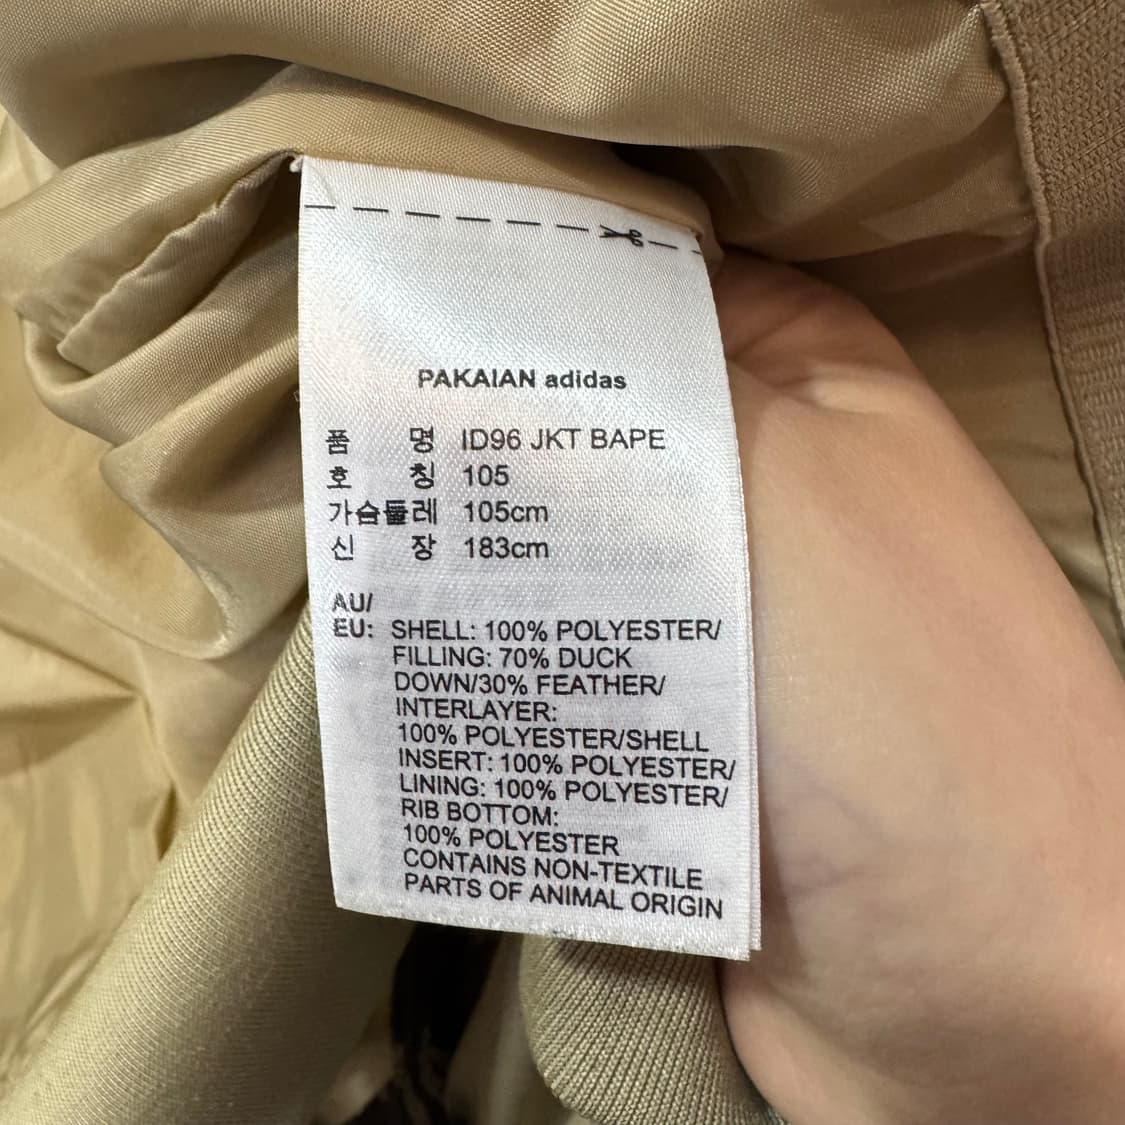 PAKAIAN adidas
품 명 ID96 JKT BAPE
호 칭 105
가슴둘레 105cm
신 장 183cm
AU/
EU: SHELL: 100% POLYESTER/
FILLING: 70% DUCK
DOWN/30% FEATHER/
INTERLAYER:
100% POLYESTER/SHELL
INSERT: 100% POLYESTER/
LINING: 100% POLYESTER/
RIB BOTTOM:
100% POLYESTER
CONTAINS NON-TEXTILE
PARTS OF ANIMAL ORIGIN